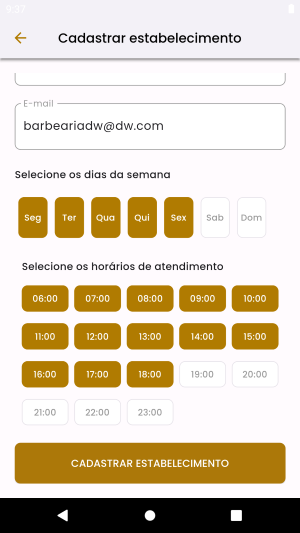 9:37
Cadastrar estabelecimento
E-mail
barbeariadw@dw.com
Selecione os dias da semana
Seg Ter Qua Qui Sex Sab Dom
Selecione os horários de atendimento
06:00 07:00 08:00 09:00 10:00
11:00 12:00 13:00 14:00 15:00
16:00 17:00 18:00 19:00 20:00
21:00 22:00 23:00
CADASTRAR ESTABELECIMENTO